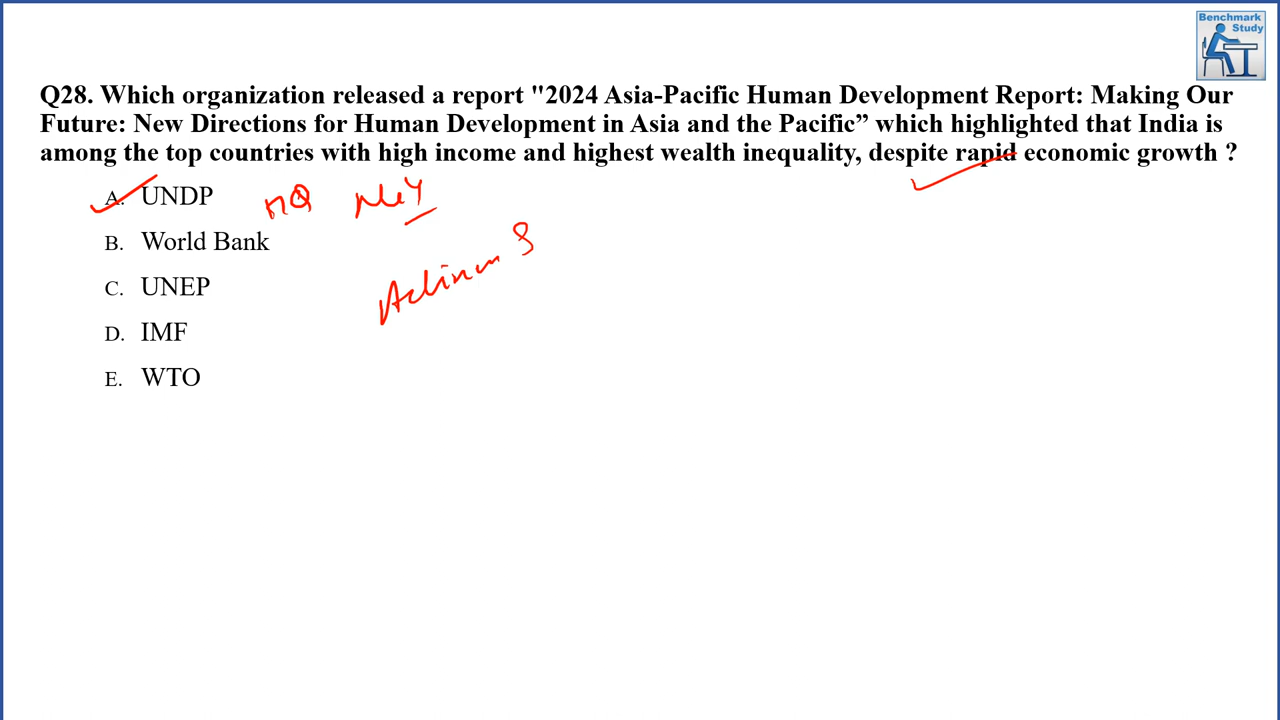 Benchmark
Study
Q28. Which organization released a report "2024 Asia-Pacific Human Development Report: Making Our
Future: New Directions for Human Development in Asia and the Pacific” which highlighted that India is
among the top countries with high income and highest wealth inequality, despite rapid economic growth ?
A. UNDP
HQ
B. World Bank
C. UNEP
D. IMF
E. WTO